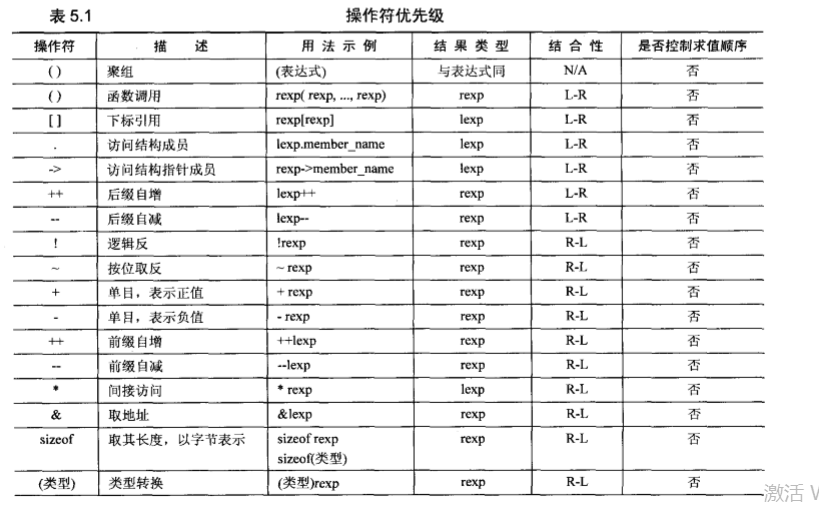 表 5.1 操作符优先级
操作符 描 述 用 法 示 例 结 果 类 型 结 合 性 是否控制求值顺序
( ) 聚组 (表达式) 与表达式同 N/A 否
( ) 函数调用 rexp( rexp, ..., rexp) rexp L-R 否
[ ] 下标引用 rexp[rexp] lexp L-R 否
. 访问结构成员 lexp.member_name lexp L-R 否
-> 访问结构指针成员 rexp->member_name lexp L-R 否
++ 后缀自增 lexp++ rexp L-R 否
-- 后缀自减 lexp-- rexp L-R 否
! 逻辑反 !rexp rexp R-L 否
~ 按位取反 ~ rexp rexp R-L 否
+ 单目，表示正值 + rexp rexp R-L 否
- 单目，表示负值 - rexp rexp R-L 否
++ 前缀自增 ++lexp rexp R-L 否
-- 前缀自减 --lexp rexp R-L 否
* 间接访问 * rexp lexp R-L 否
& 取地址 &lexp rexp R-L 否
sizeof 取其长度，以字节表示 sizeof rexp rexp R-L 否
sizeof(类型)
(类型) 类型转换 (类型)rexp rexp R-L 否
激活 W